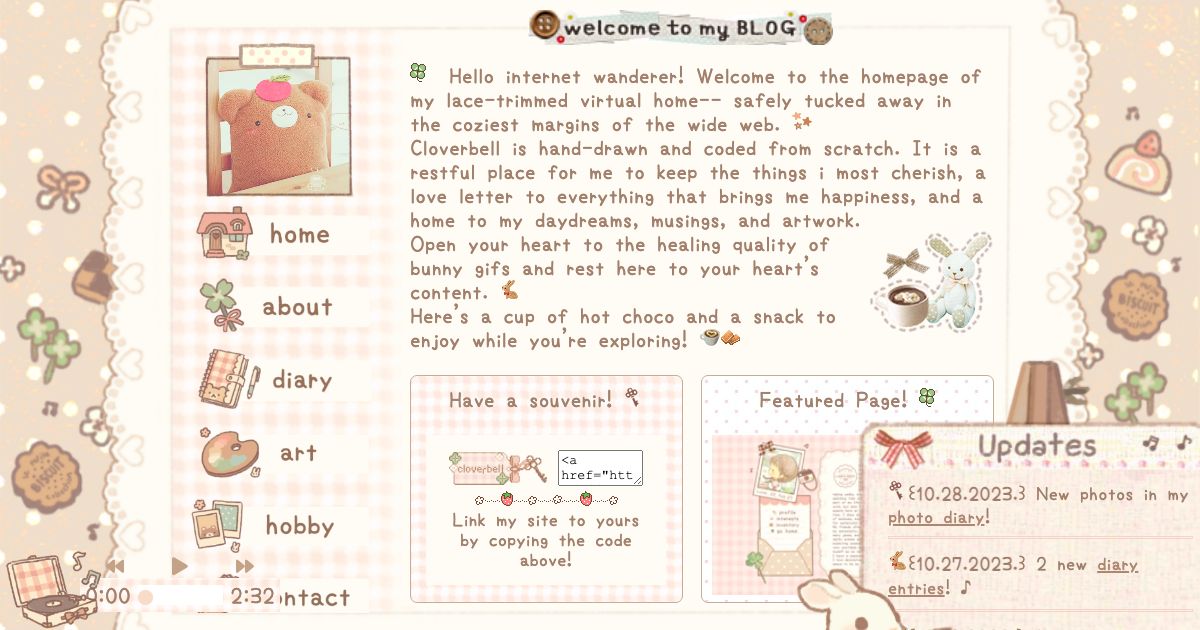 welcome to my BLOG
Hello internet wanderer! Welcome to the homepage of
my lace-trimmed virtual home-- safely tucked away in
the coziest margins of the wide web.
Cloverbell is hand-drawn and coded from scratch. It is a
restful place for me to keep the things i most cherish, a
love letter to everything that brings me happiness, and a
home to my daydreams, musings, and artwork.
Open your heart to the healing quality of
bunny gifs and rest here to your heart's
content.
Here's a cup of hot choco and a snack to
enjoy while you're exploring!
home
about
diary
art
hobby
ntact
:00
2:32
Have a souvenir!
cloverbell
<a
href="htt
Link my site to yours
by copying the code
above!
Featured Page!
Updates
꒰10.28.2023.꒱ New photos in my
photo diary!
꒰10.27.2023.꒱ 2 new diary
entries! ♪
BISCUIT
BISCUIT